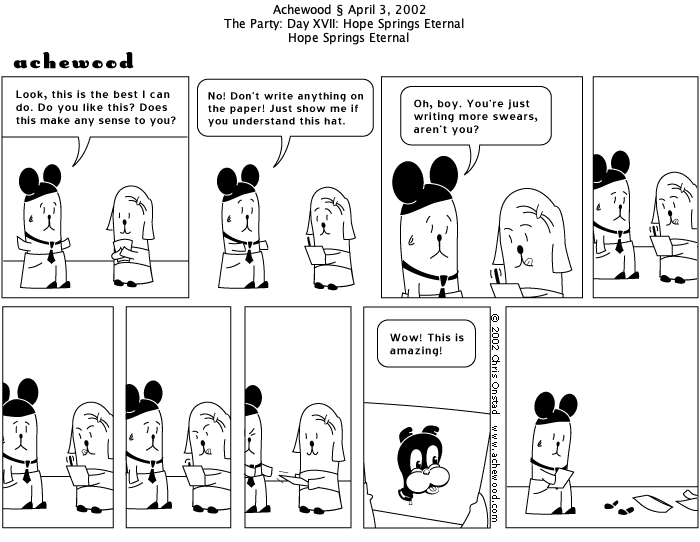 Achewood § April 3, 2002
The Party: Day XVII: Hope Springs Eternal
Hope Springs Eternal
achewood
Look, this is the best I can
do. Do you like this? Does
this make any sense to you?
No! Don't write anything on
the paper! Just show me if
you understand this hat.
Oh, boy. You're just
writing more swears,
aren't you?
Wow! This is
amazing!
© 2002 Chris Onstad www.achewood.com